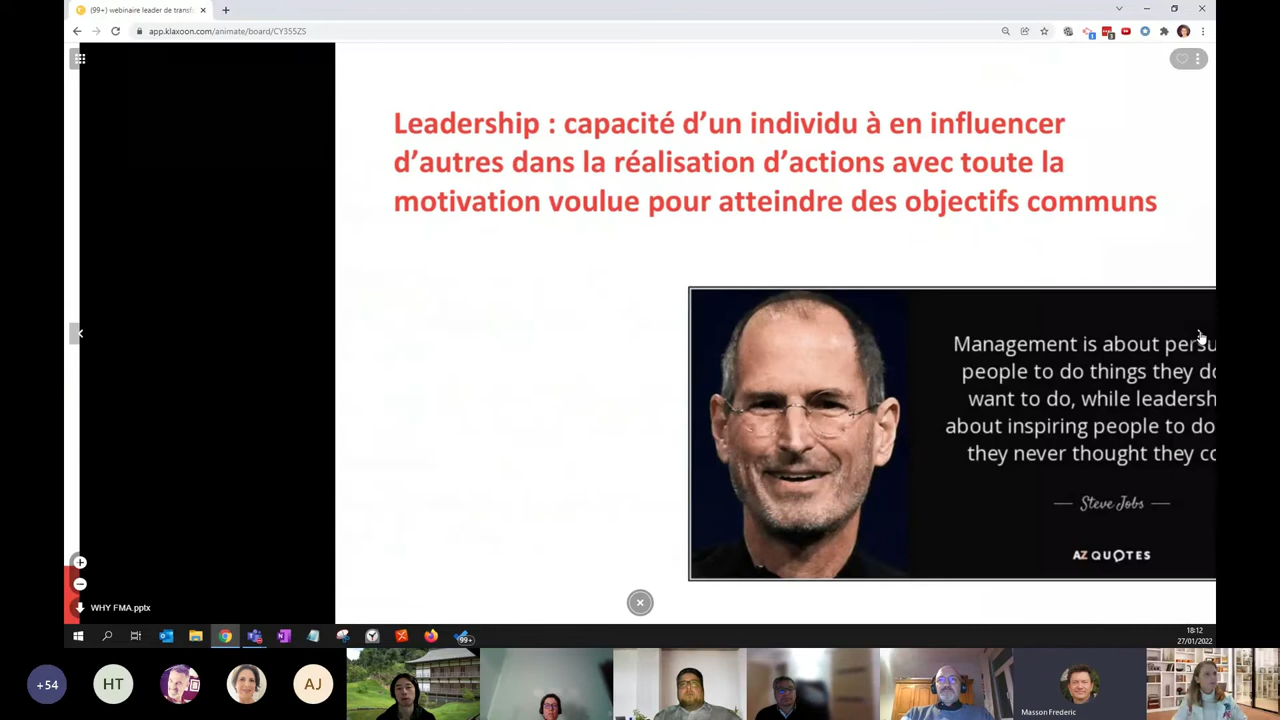 (99+) webinaire leader de transf
app.klaxoon.com/animate/board/CY355ZS
Leadership : capacité d’un individu à en influencer
d’autres dans la réalisation d’actions avec toute la
motivation voulue pour atteindre des objectifs communs
Management is about persu
people to do things they do
want to do, while leadersh
about inspiring people to do
they never thought they co
Steve Jobs
AZ QUOTES
WHY FMA.pptx
99+
18:12
27/01/2022
+54
HT
AJ
Masson Frederic